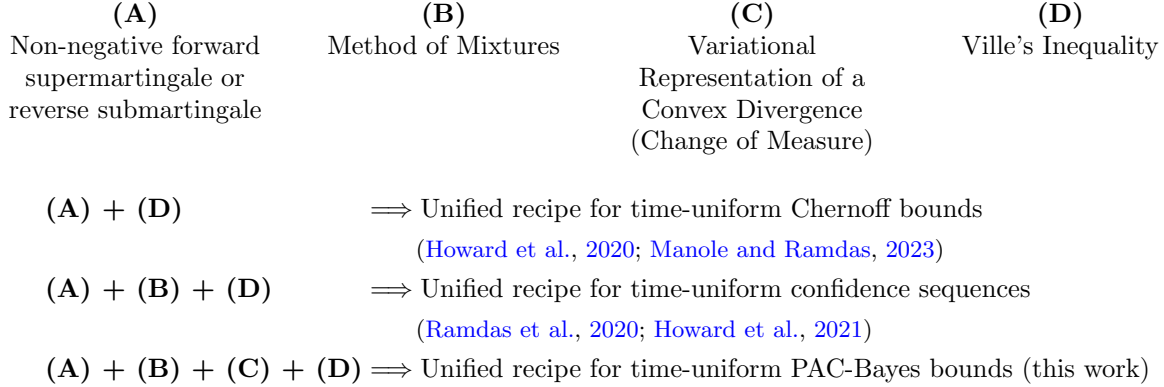 (A) (B) (C) (D)
Non-negative forward Method of Mixtures Variational Ville's Inequality
supermartingale or Representation of a
reverse submartingale Convex Divergence
(Change of Measure)
(A) + (D) ⟹ Unified recipe for time-uniform Chernoff bounds
(Howard et al., 2020; Manole and Ramdas, 2023)
(A) + (B) + (D) ⟹ Unified recipe for time-uniform confidence sequences
(Ramdas et al., 2020; Howard et al., 2021)
(A) + (B) + (C) + (D) ⟹ Unified recipe for time-uniform PAC-Bayes bounds (this work)